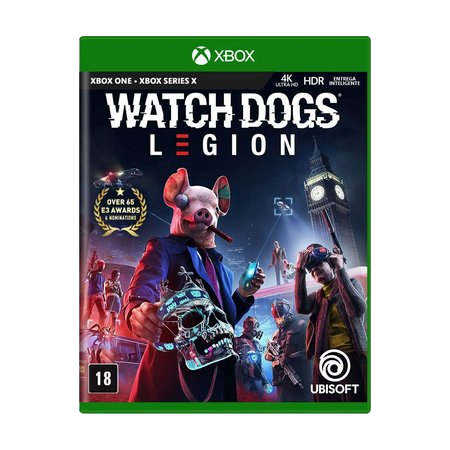 XBOX
XBOX ONE • XBOX SERIES X
4K
ULTRA HD
HDR
ENTREGA
INTELIGENTE
WATCH DOGS®
LEGION
OVER 65
E3 AWARDS
& NOMINATIONS
18
UBISOFT